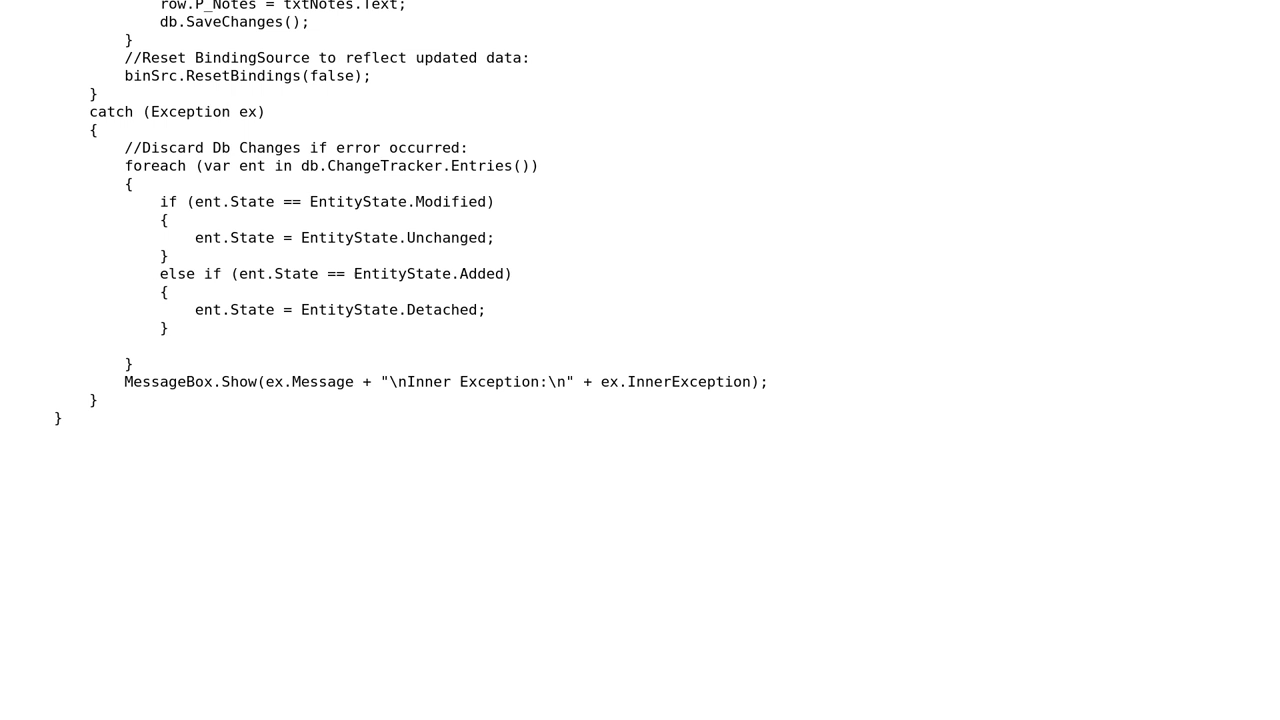 row.P_Notes = txtNotes.Text;
db.SaveChanges();
}
//Reset BindingSource to reflect updated data:
binSrc.ResetBindings(false);
}
catch (Exception ex)
{
//Discard Db Changes if error occurred:
foreach (var ent in db.ChangeTracker.Entries())
{
if (ent.State == EntityState.Modified)
{
ent.State = EntityState.Unchanged;
}
else if (ent.State == EntityState.Added)
{
ent.State = EntityState.Detached;
}
}
MessageBox.Show(ex.Message + "\nInner Exception:\n" + ex.InnerException);
}
}